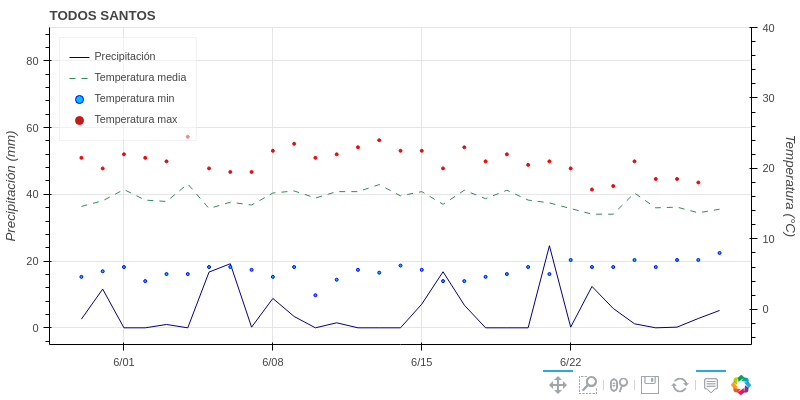 TODOS SANTOS
Precipitación
Temperatura media
Temperatura min
Temperatura max
Precipitación (mm)
80
60
40
20
0
Temperatura (°C)
40
30
20
10
0
6/01
6/08
6/15
6/22